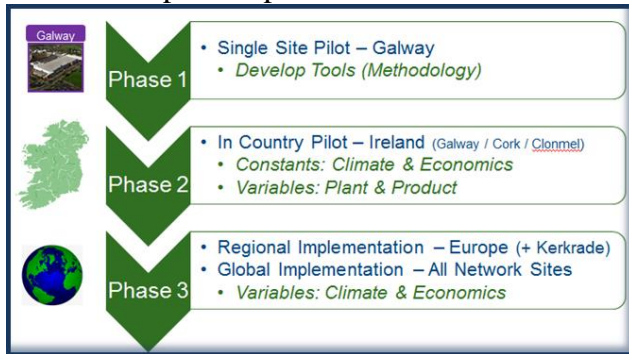 Galway
Phase 1
• Single Site Pilot – Galway
• Develop Tools (Methodology)
Phase 2
• In Country Pilot – Ireland (Galway / Cork / Clonmel)
• Constants: Climate & Economics
• Variables: Plant & Product
Phase 3
• Regional Implementation – Europe (+ Kerkrade)
• Global Implementation – All Network Sites
• Variables: Climate & Economics